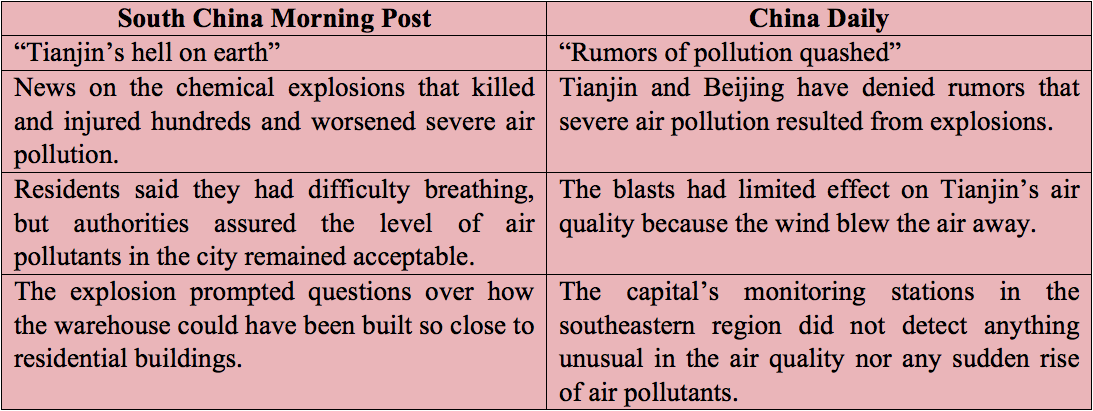 South China Morning Post
China Daily
“Tianjin’s hell on earth”
“Rumors of pollution quashed”
News on the chemical explosions that killed
and injured hundreds and worsened severe air
pollution.
Tianjin and Beijing have denied rumors that
severe air pollution resulted from explosions.
Residents said they had difficulty breathing,
but authorities assured the level of air
pollutants in the city remained acceptable.
The blasts had limited effect on Tianjin’s air
quality because the wind blew the air away.
The explosion prompted questions over how
the warehouse could have been built so close to
residential buildings.
The capital’s monitoring stations in the
southeastern region did not detect anything
unusual in the air quality nor any sudden rise
of air pollutants.